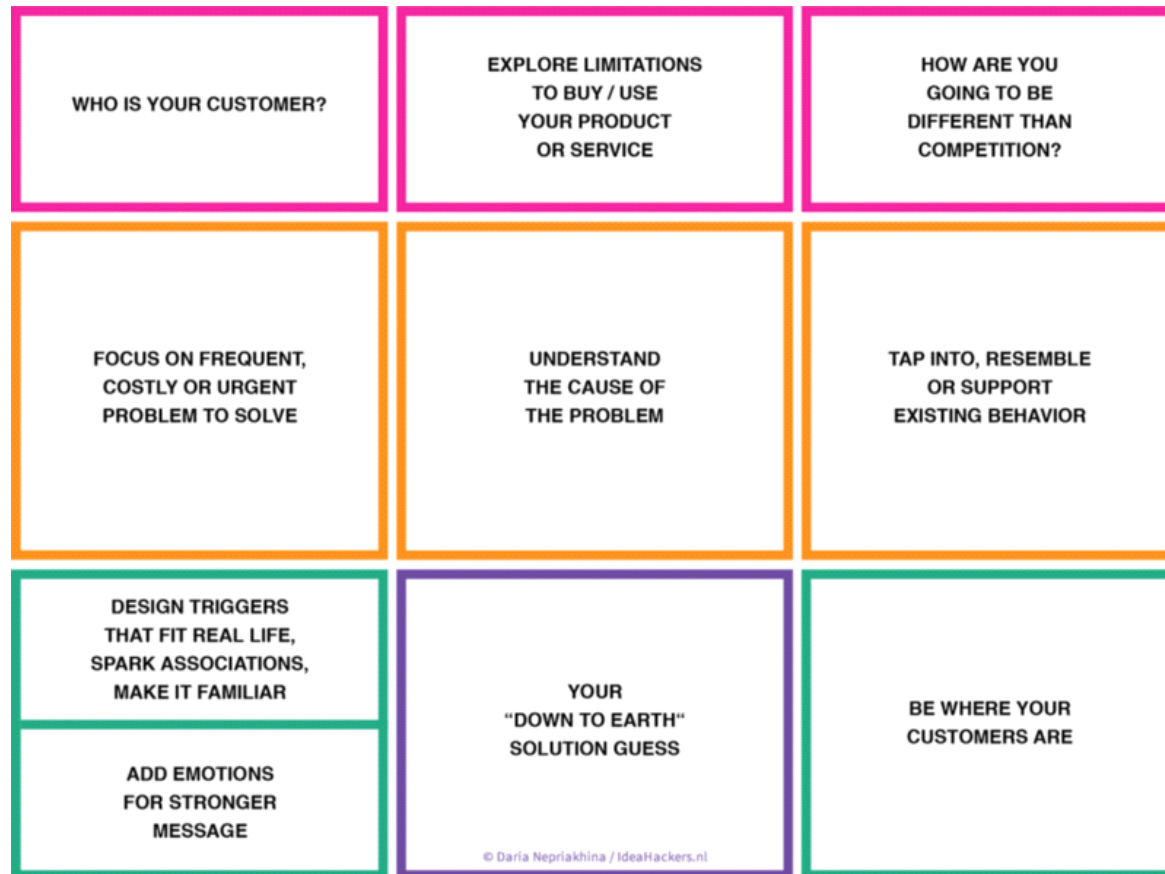 WHO IS YOUR CUSTOMER?
EXPLORE LIMITATIONS
TO BUY / USE
YOUR PRODUCT
OR SERVICE
HOW ARE YOU
GOING TO BE
DIFFERENT THAN
COMPETITION?
FOCUS ON FREQUENT,
COSTLY OR URGENT
PROBLEM TO SOLVE
UNDERSTAND
THE CAUSE OF
THE PROBLEM
TAP INTO, RESEMBLE
OR SUPPORT
EXISTING BEHAVIOR
DESIGN TRIGGERS
THAT FIT REAL LIFE,
SPARK ASSOCIATIONS,
MAKE IT FAMILIAR
ADD EMOTIONS
FOR STRONGER
MESSAGE
YOUR
“DOWN TO EARTH“
SOLUTION GUESS
© Daria Nepriakhina / IdeaHackers.nl
BE WHERE YOUR
CUSTOMERS ARE